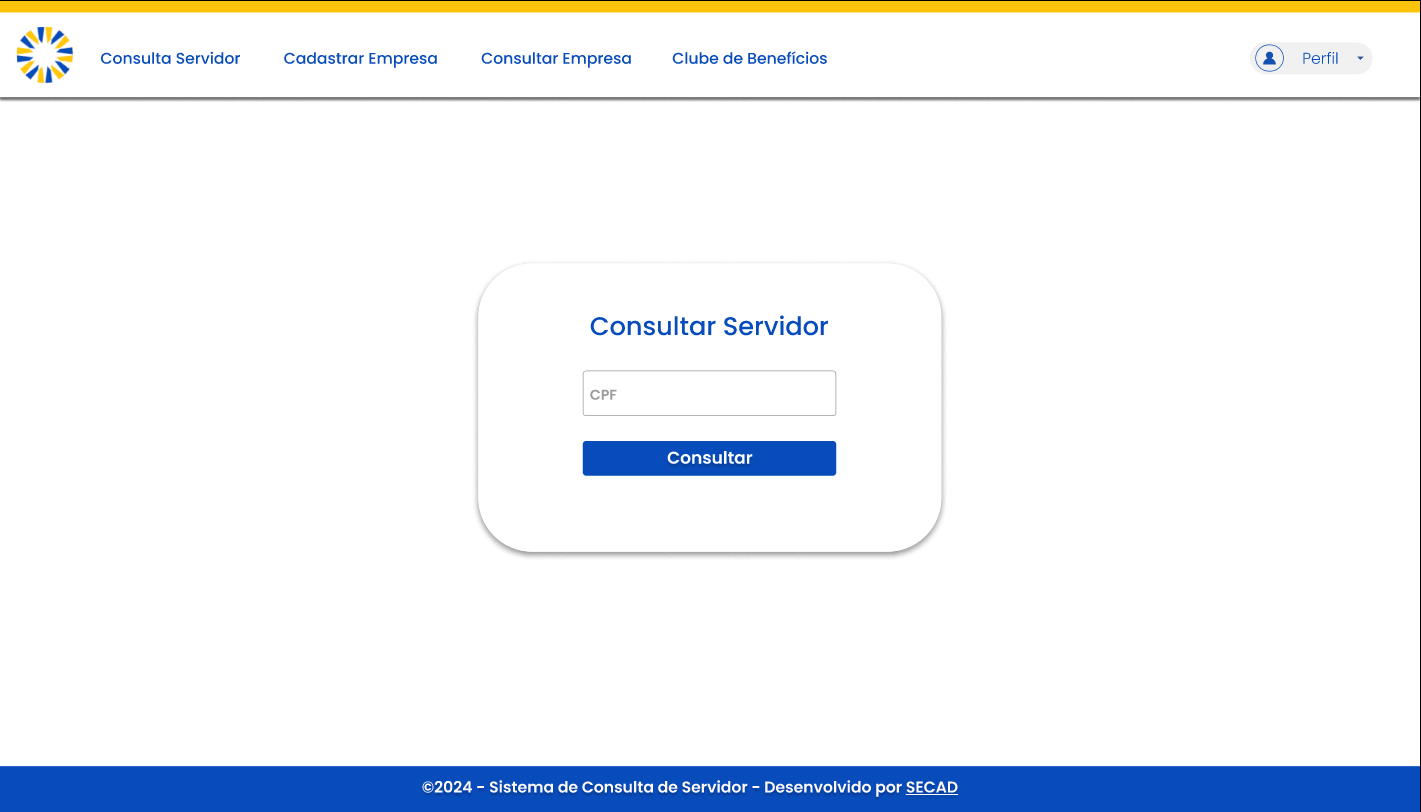 Consulta Servidor
Cadastrar Empresa
Consultar Empresa
Clube de Benefícios
Perfil
Consultar Servidor
CPF
Consultar
©2024 - Sistema de Consulta de Servidor - Desenvolvido por SECAD